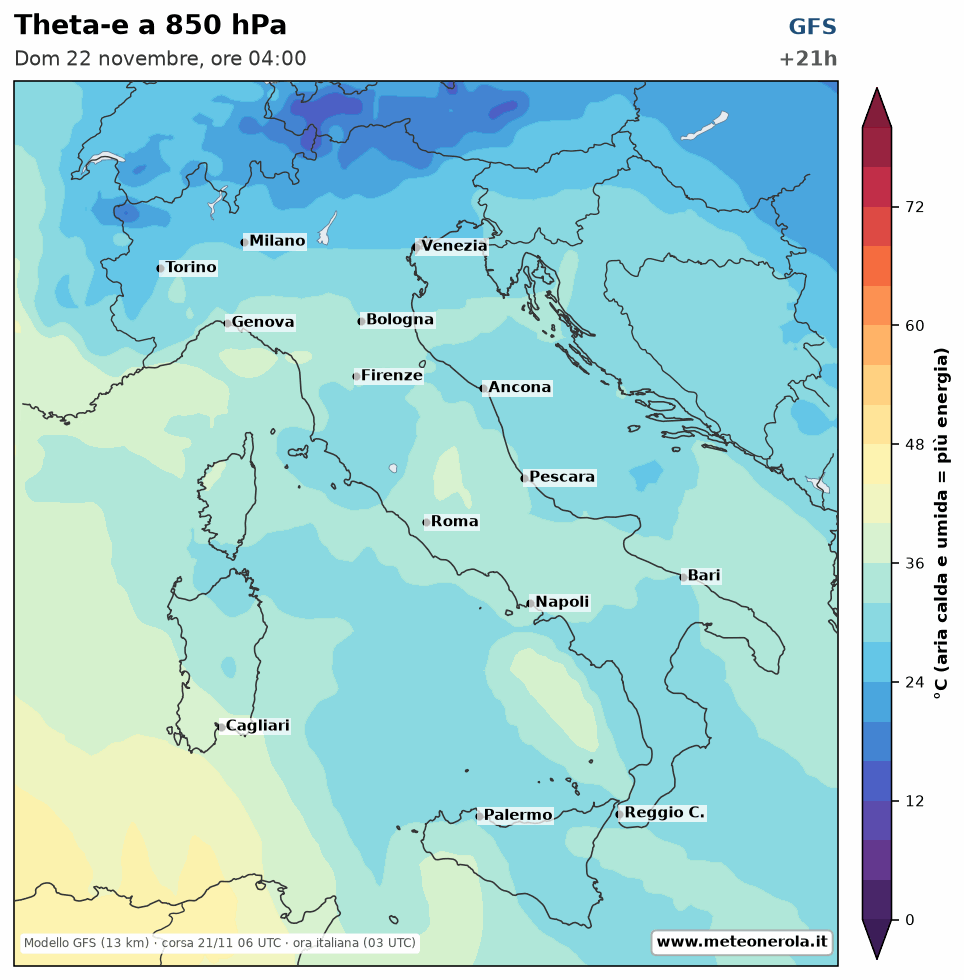 Theta-e a 850 hPa
GFS
Dom 22 novembre, ore 04:00
+21h
Milano
Venezia
Torino
Genova
Bologna
Firenze
Ancona
Pescara
Roma
Bari
Napoli
Cagliari
Palermo
Reggio C.
72
60
48
36
24
12
0
°C (aria calda e umida = più energia)
Modello GFS (13 km) · corsa 21/11 06 UTC · ora italiana (03 UTC)
www.meteonerola.it